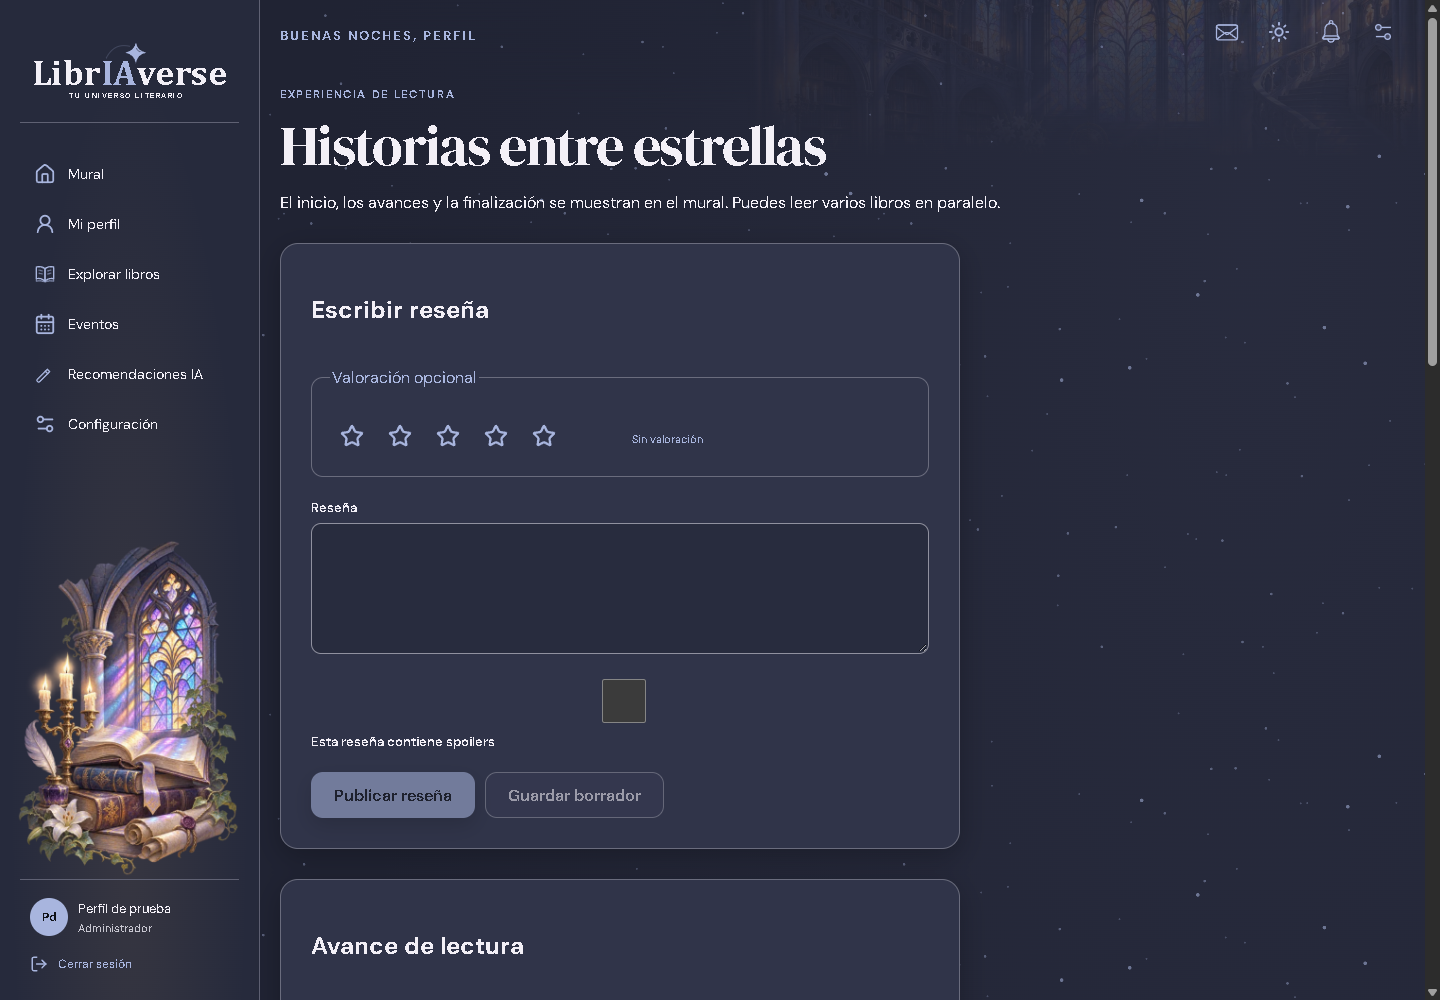 LibrIAverse
TU UNIVERSO LITERARIO
Mural
Mi perfil
Explorar libros
Eventos
Recomendaciones IA
Configuración
Pd
Perfil de prueba
Administrador
Cerrar sesión
BUENAS NOCHES, PERFIL
EXPERIENCIA DE LECTURA
Historias entre estrellas
El inicio, los avances y la finalización se muestran en el mural. Puedes leer varios libros en paralelo.
Escribir reseña
Valoración opcional
Sin valoración
Reseña
Esta reseña contiene spoilers
Publicar reseña
Guardar borrador
Avance de lectura